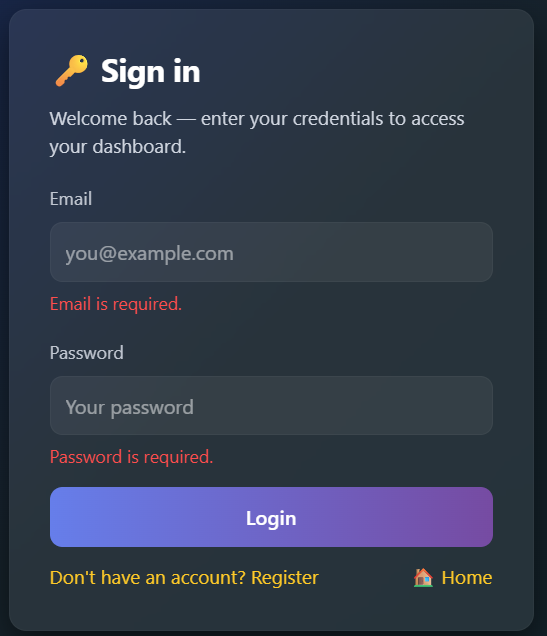 Sign in
Welcome back — enter your credentials to access
your dashboard.
Email
you@example.com
Email is required.
Password
Your password
Password is required.
Login
Don't have an account? Register
Home